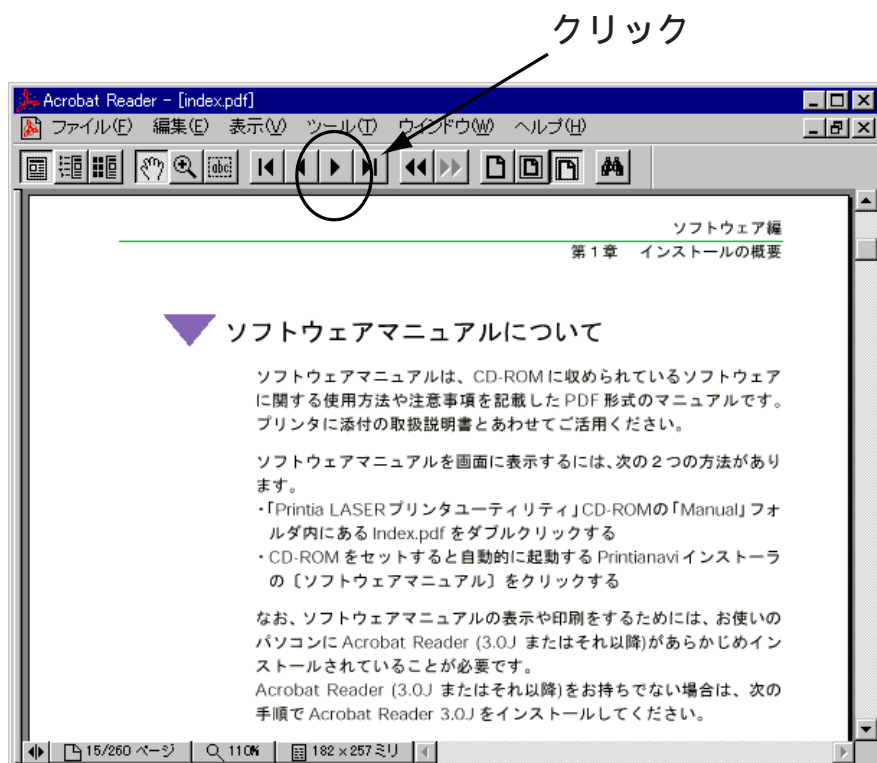 クリック
Acrobat Reader - [index.pdf]
ファイル(F) 編集(E) 表示(V) ツール(T) ウインドウ(W) ヘルプ(H)
abc
ソフトウェア編
第1章 インストールの概要
ソフトウェアマニュアルについて
ソフトウェアマニュアルは、CD-ROMに収められているソフトウェア
に関する使用方法や注意事項を記載したPDF形式のマニュアルです。
プリンタに添付の取扱説明書とあわせてご活用ください。
ソフトウェアマニュアルを画面に表示するには、次の2つの方法があり
ます。
・「Printia LASERプリンタユーティリティ」CD-ROMの「Manual」フォ
ルダ内にあるIndex.pdfをダブルクリックする
・CD-ROMをセットすると自動的に起動するPrintianaviインストーラ
の〔ソフトウェアマニュアル〕をクリックする
なお、ソフトウェアマニュアルの表示や印刷をするためには、お使いの
パソコンにAcrobat Reader (3.0J またはそれ以降)があらかじめイン
ストールされていることが必要です。
Acrobat Reader (3.0J またはそれ以降)をお持ちでない場合は、次の
手順でAcrobat Reader 3.0Jをインストールしてください。
15/260 ページ 110% 182×257ミリ